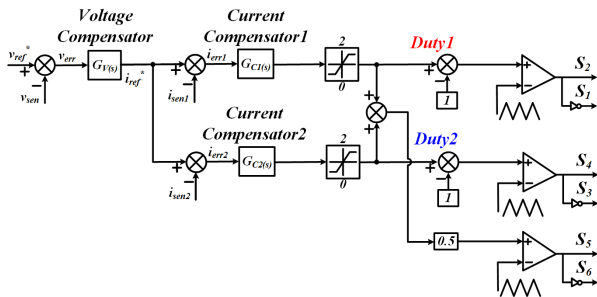 Voltage
Compensator
Current
Compensator1
v_ref*
+
−
v_sen
v_err
G_V(s)
i_ref*
+
−
i_sen1
i_err1
G_C1(s)
2
0
Duty1
+
−
1
+
−
S_2
S_1
+
+
Current
Compensator2
+
−
i_sen2
i_err2
G_C2(s)
2
0
Duty2
+
−
1
+
−
S_4
S_3
0.5
+
−
S_5
S_6